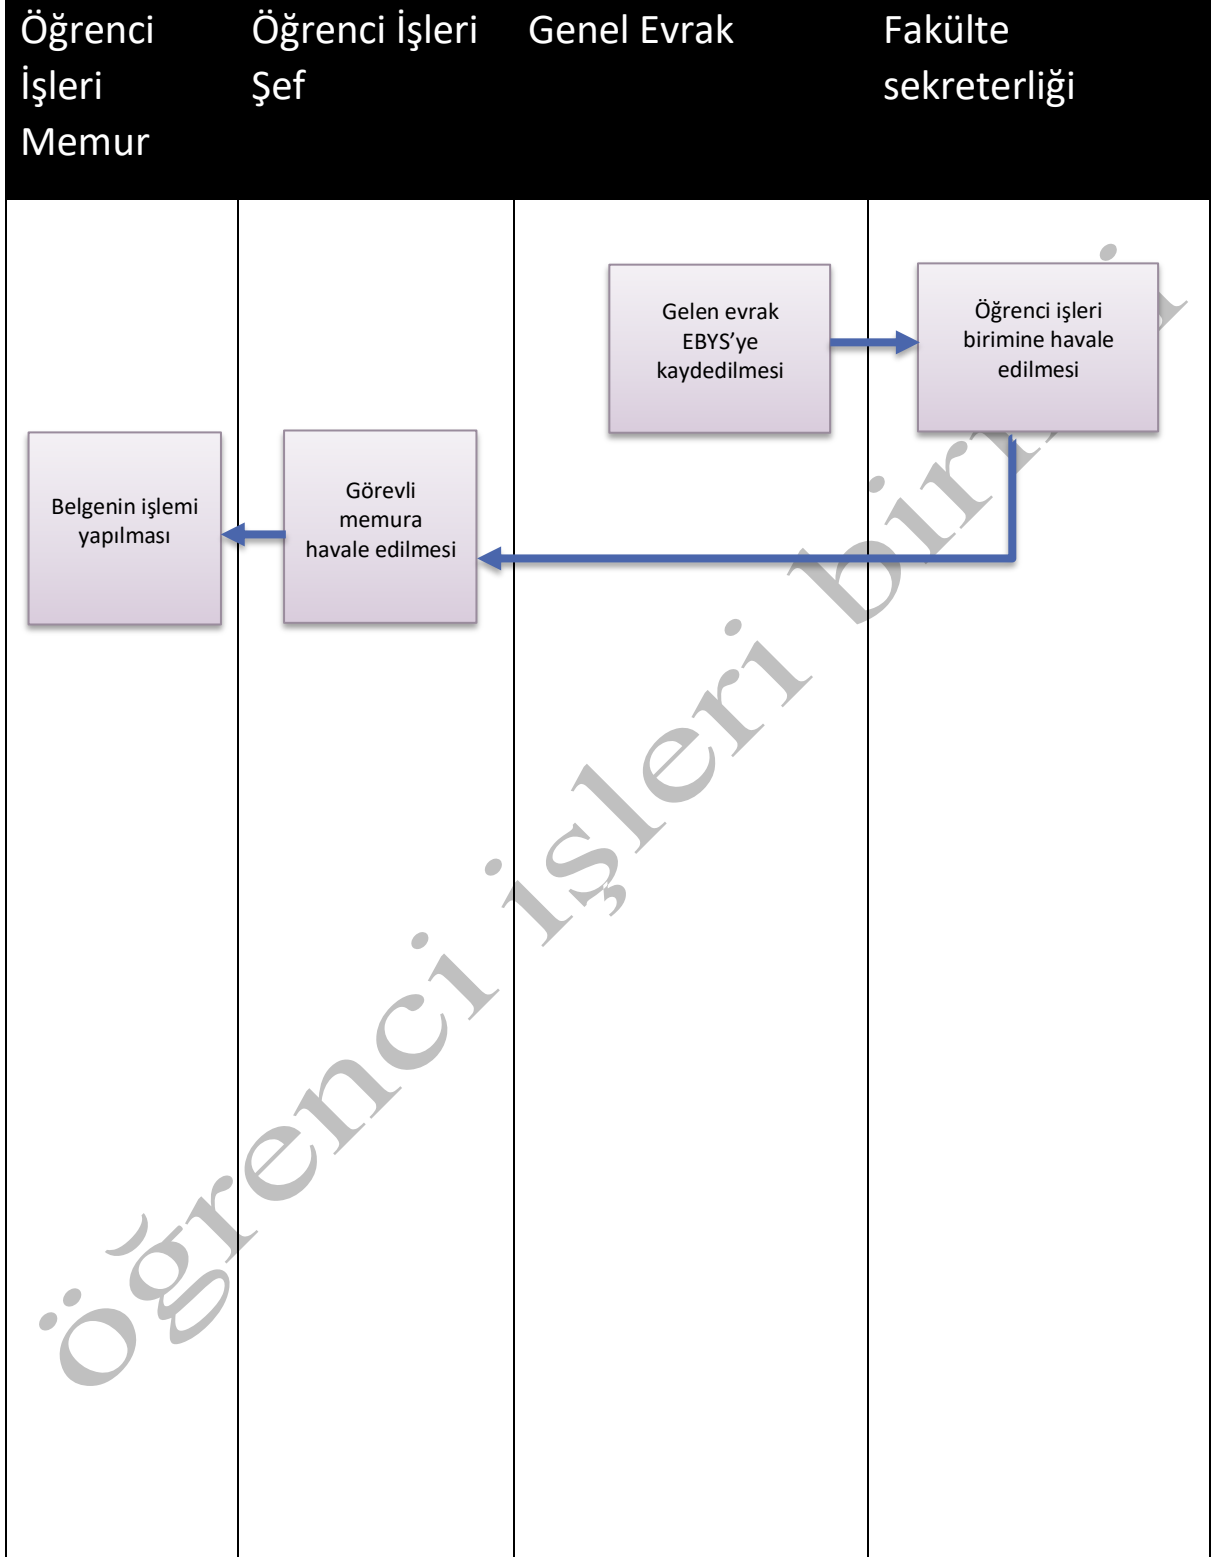 Öğrenci
İşleri
Memur
Öğrenci İşleri
Şef
Genel Evrak
Fakülte
sekreterliği
Gelen evrak
EBYS’ye
kaydedilmesi
Öğrenci işleri
birimine havale
edilmesi
Belgenin işlemi
yapılması
Görevli
memura
havale edilmesi
Öğrenci işleri birimi